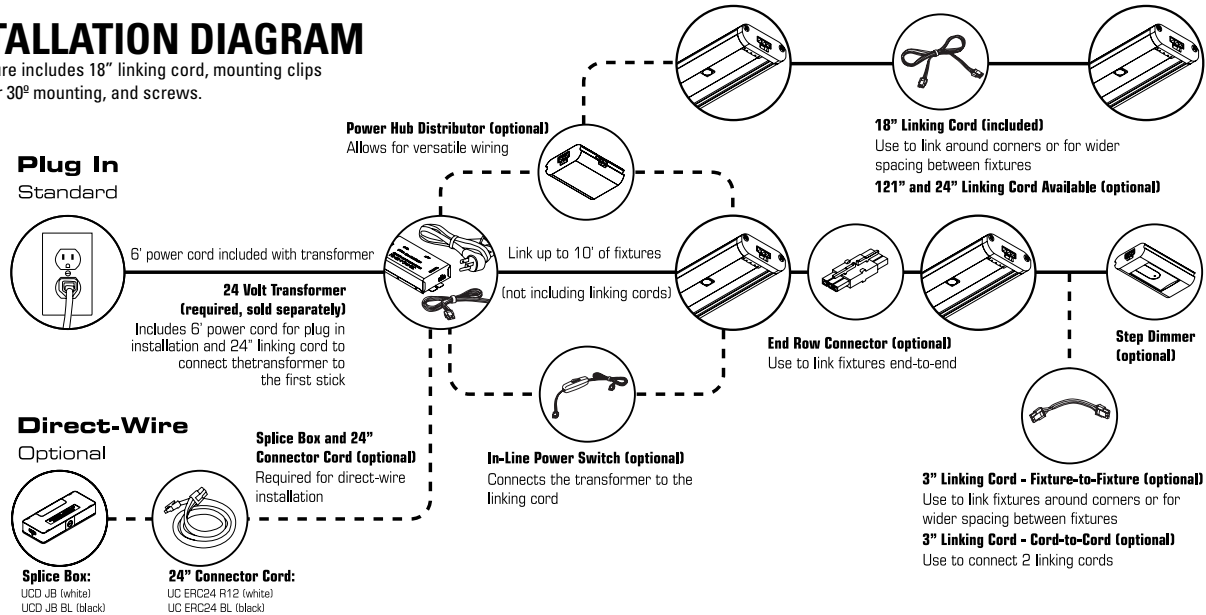 TALLATION DIAGRAM
ure includes 18” linking cord, mounting clips
r 30º mounting, and screws.
Plug In
Standard
6’ power cord included with transformer
24 Volt Transformer
(required, sold separately)
Includes 6’ power cord for plug in
installation and 24” linking cord to
connect thetransformer to
the first stick
Direct-Wire
Optional
Splice Box and 24”
Connector Cord (optional)
Required for direct-wire
installation
Splice Box:
UCD JB (white)
UCD JB BL (black)
24” Connector Cord:
UC ERC24 R12 (white)
UC ERC24 BL (black)
Power Hub Distributor (optional)
Allows for versatile wiring
Link up to 10’ of fixtures
(not including linking cords)
In-Line Power Switch (optional)
Connects the transformer to the
linking cord
18” Linking Cord (included)
Use to link around corners or for wider
spacing between fixtures
121” and 24” Linking Cord Available (optional)
End Row Connector (optional)
Use to link fixtures end-to-end
Step Dimmer
(optional)
3” Linking Cord - Fixture-to-Fixture (optional)
Use to link fixtures around corners or for
wider spacing between fixtures
3” Linking Cord - Cord-to-Cord (optional)
Use to connect 2 linking cords